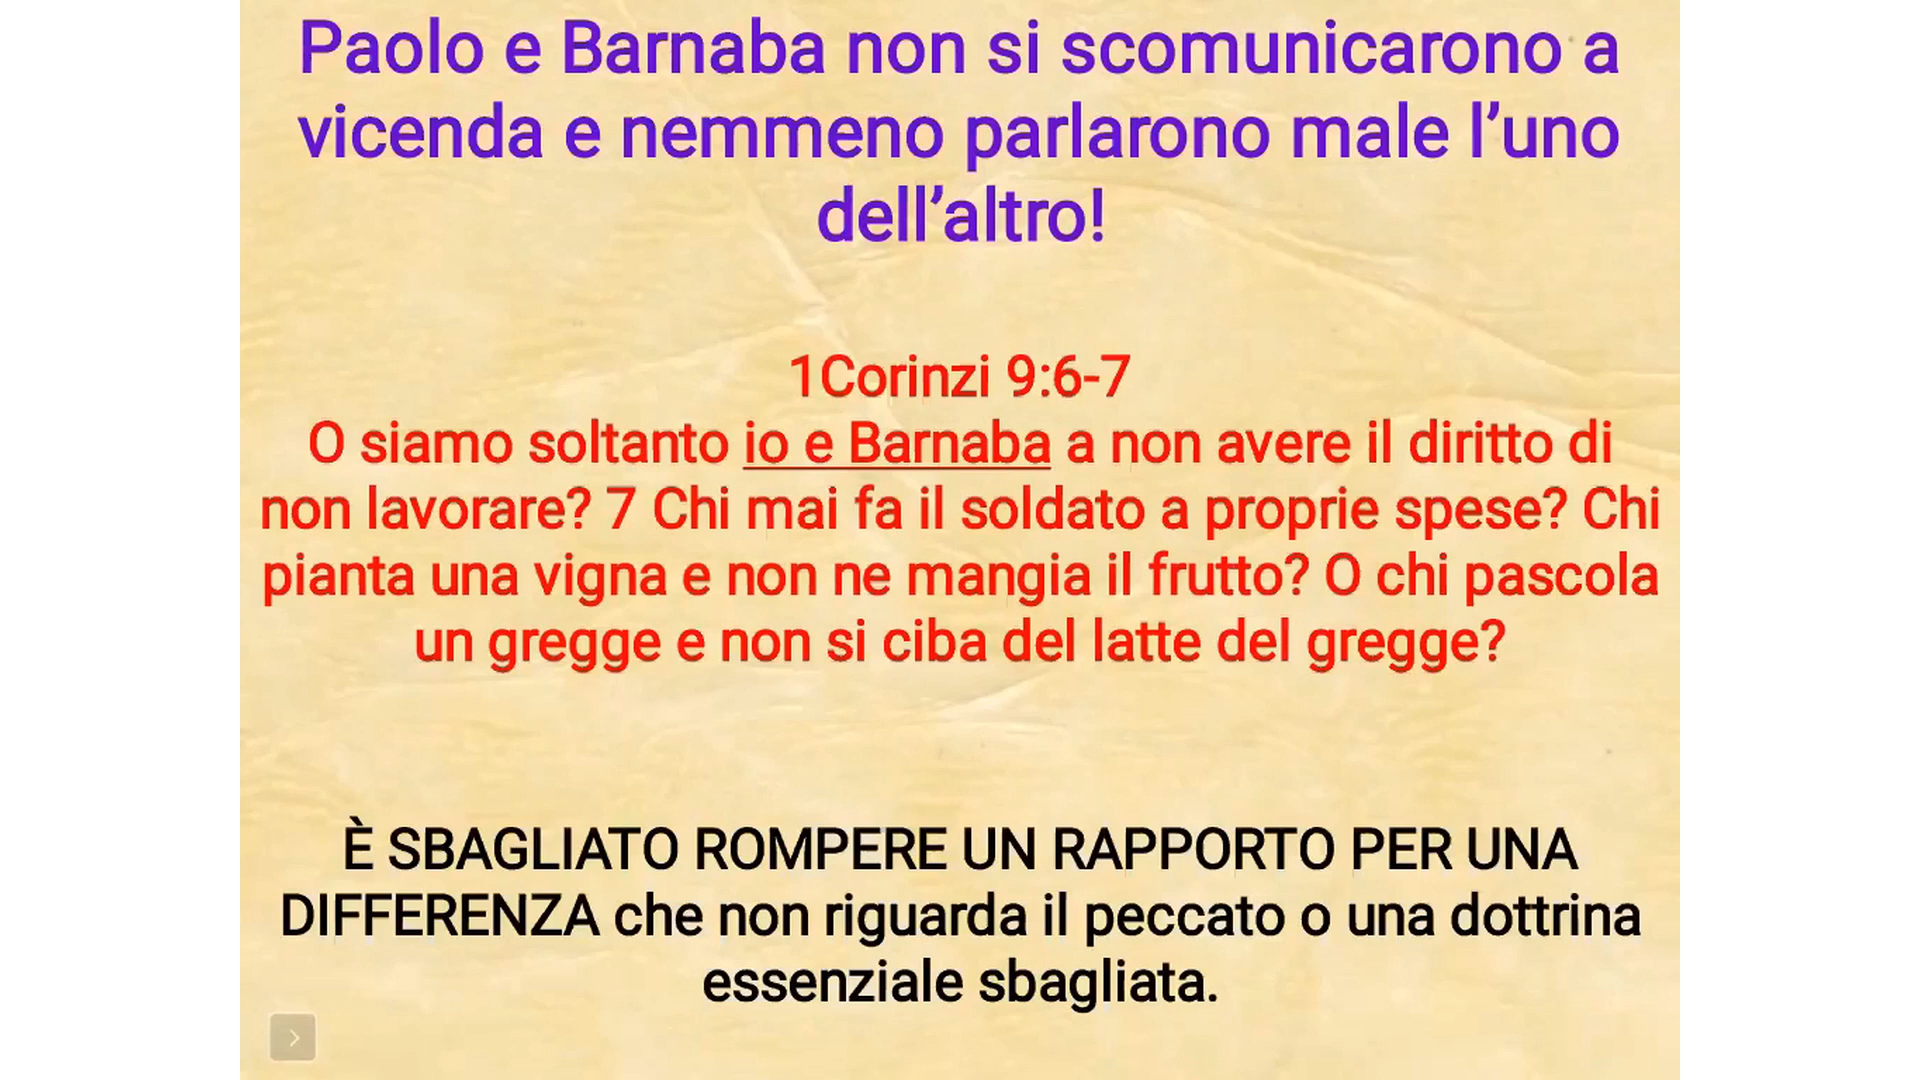 Paolo e Barnaba non si scomunicarono a
vicenda e nemmeno parlarono male l’uno
dell’altro!
1Corinzi 9:6-7
O siamo soltanto io e Barnaba a non avere il diritto di
non lavorare? 7 Chi mai fa il soldato a proprie spese? Chi
pianta una vigna e non ne mangia il frutto? O chi pascola
un gregge e non si ciba del latte del gregge?
È SBAGLIATO ROMPERE UN RAPPORTO PER UNA
DIFFERENZA che non riguarda il peccato o una dottrina
essenziale sbagliata.